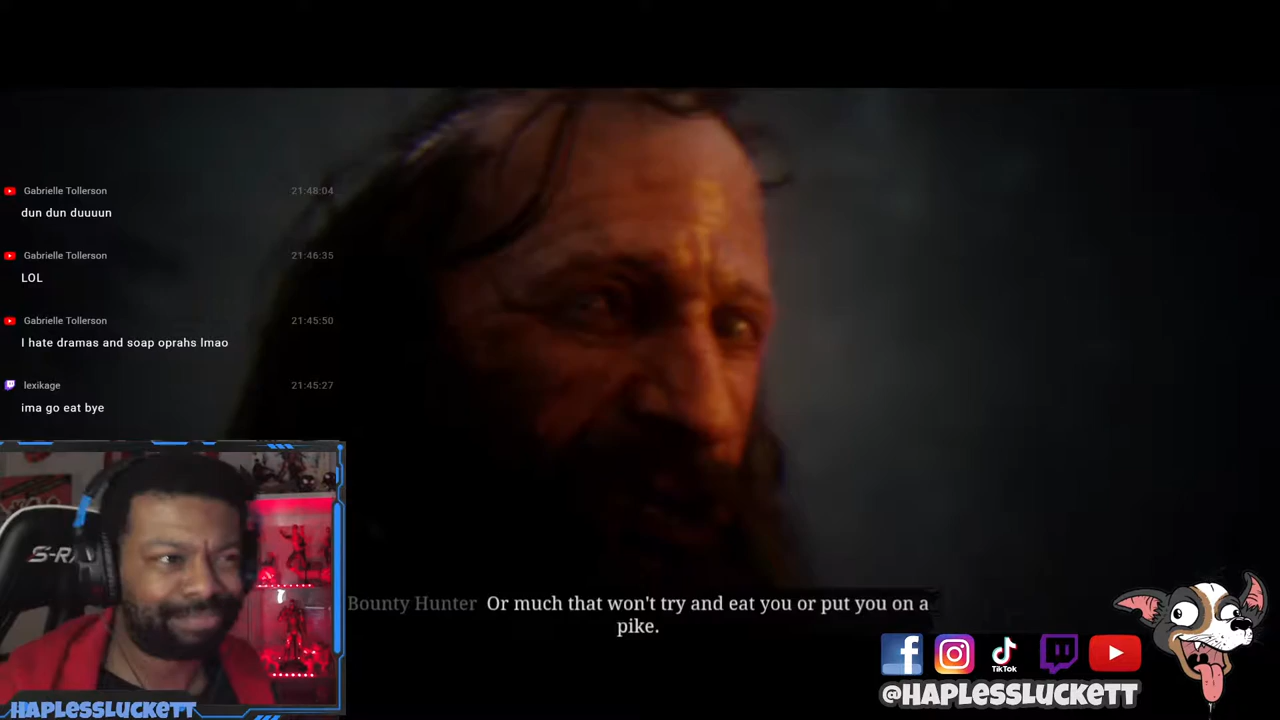 Gabrielle Tollerson 21:48:04
dun dun duuuun
Gabrielle Tollerson 21:46:35
LOL
Gabrielle Tollerson 21:45:50
I hate dramas and soap oprahs lmao
lexikage 21:45:27
ima go eat bye
S-RA
Bounty Hunter Or much that won't try and eat you or put you on a
pike.
TikTok
@HAPLESSLUCKETT
HAPLESSLUCKETT